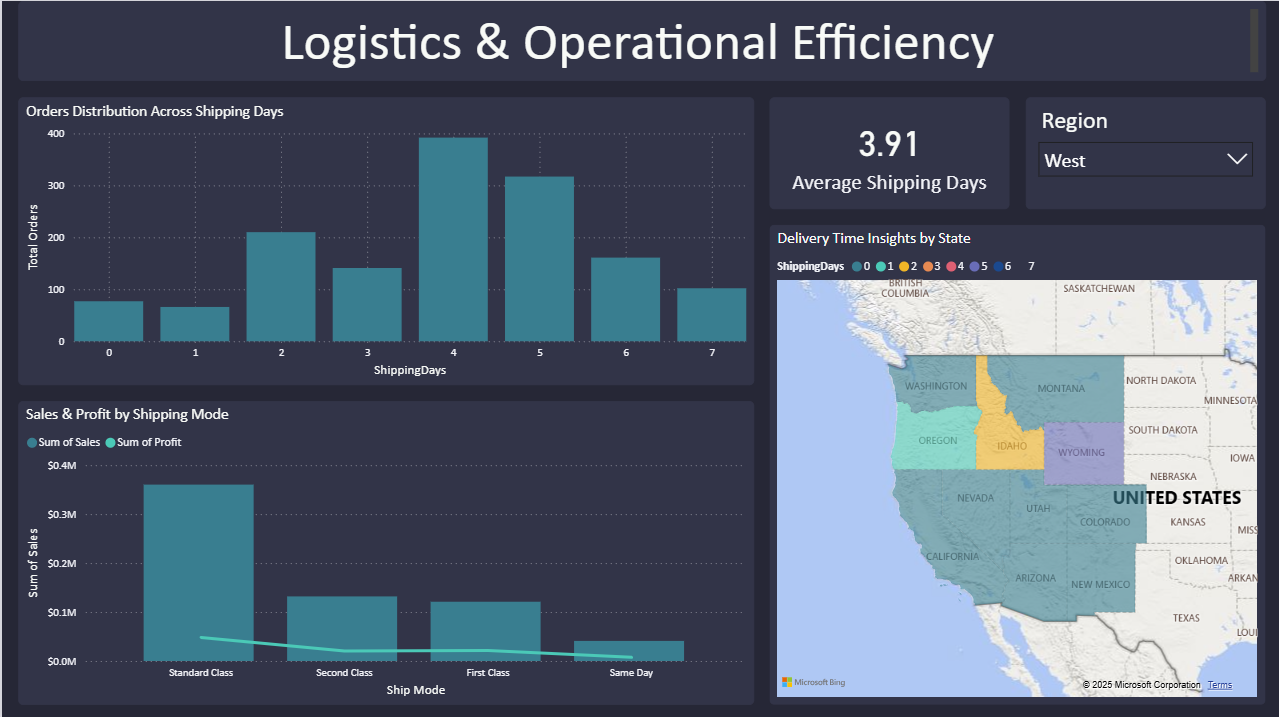 Logistics & Operational Efficiency
Orders Distribution Across Shipping Days
Total Orders
400
300
200
100
0
0 1 2 3 4 5 6 7
ShippingDays
3.91
Average Shipping Days
Region
West
Sales & Profit by Shipping Mode
Sum of Sales Sum of Profit
Sum of Sales
$0.4M
$0.3M
$0.2M
$0.1M
$0.0M
Standard Class Second Class First Class Same Day
Ship Mode
Delivery Time Insights by State
ShippingDays 0 1 2 3 4 5 6 7
BRITISH
COLUMBIA
SASKATCHEWAN
WASHINGTON
MONTANA
NORTH DAKOTA
MINNESOTA
OREGON
IDAHO
WYOMING
SOUTH DAKOTA
IOWA
NEBRASKA
NEVADA
UTAH
COLORADO
UNITED STATES
KANSAS
MISS
CALIFORNIA
ARIZONA
NEW MEXICO
OKLAHOMA
ARKAN
TEXAS
LOUI
Microsoft Bing
© 2025 Microsoft Corporation Terms